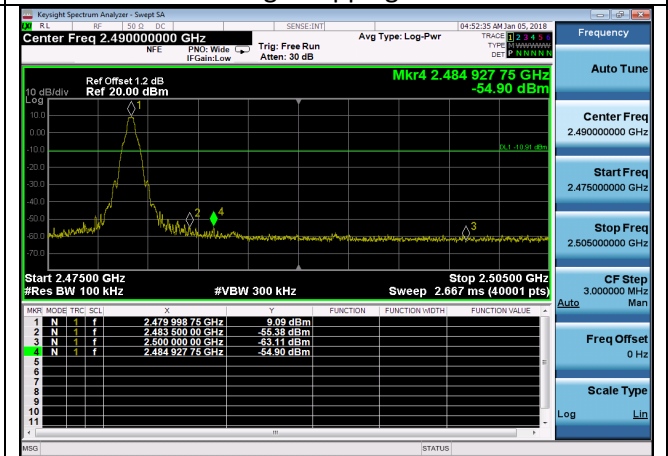 Keysight Spectrum Analyzer - Swept SA
RL RF 50 Ω DC SENSE:INT 04:52:35 AM Jan 05, 2018
Center Freq 2.490000000 GHz
NFE PNO: Wide Trig: Free Run Avg Type: Log-Pwr TRACE 1 2 3 4 5 6
IFGain:Low Atten: 30 dB TYPE M W W W W W
DET P N N N N N
Ref Offset 1.2 dB Mkr4 2.484 927 75 GHz
10 dB/div Ref 20.00 dBm -54.90 dBm
Log
1
10.0
0.00
-10.0
DL1 -10.91 dBm
-20.0
-30.0
-40.0
-50.0
2 4 3
-60.0
-70.0
Start 2.47500 GHz Stop 2.50500 GHz
#Res BW 100 kHz #VBW 300 kHz Sweep 2.667 ms (40001 pts)
MKR MODE TRC SCL X Y FUNCTION FUNCTION WIDTH FUNCTION VALUE
1 N 1 f 2.479 998 75 GHz 9.09 dBm
2 N 1 f 2.483 500 00 GHz -55.38 dBm
3 N 1 f 2.500 000 00 GHz -63.11 dBm
4 N 1 f 2.484 927 75 GHz -54.90 dBm
5
6
7
8
9
10
11
MSG STATUS
Frequency
Auto Tune
Center Freq
2.490000000 GHz
Start Freq
2.475000000 GHz
Stop Freq
2.505000000 GHz
CF Step
3.000000 MHz
Auto Man
Freq Offset
0 Hz
Scale Type
Log Lin